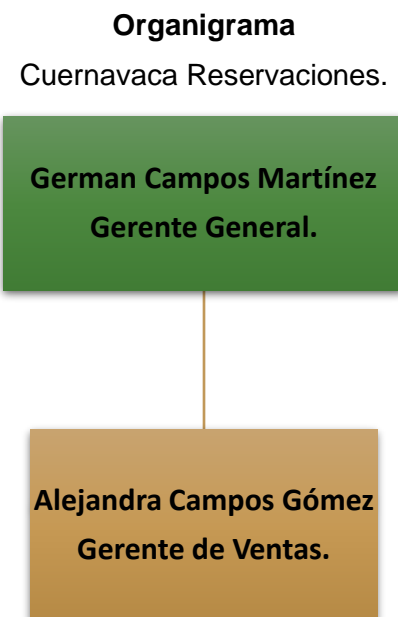 Organigrama
Cuernavaca Reservaciones.
German Campos Martínez
Gerente General.
Alejandra Campos Gómez
Gerente de Ventas.